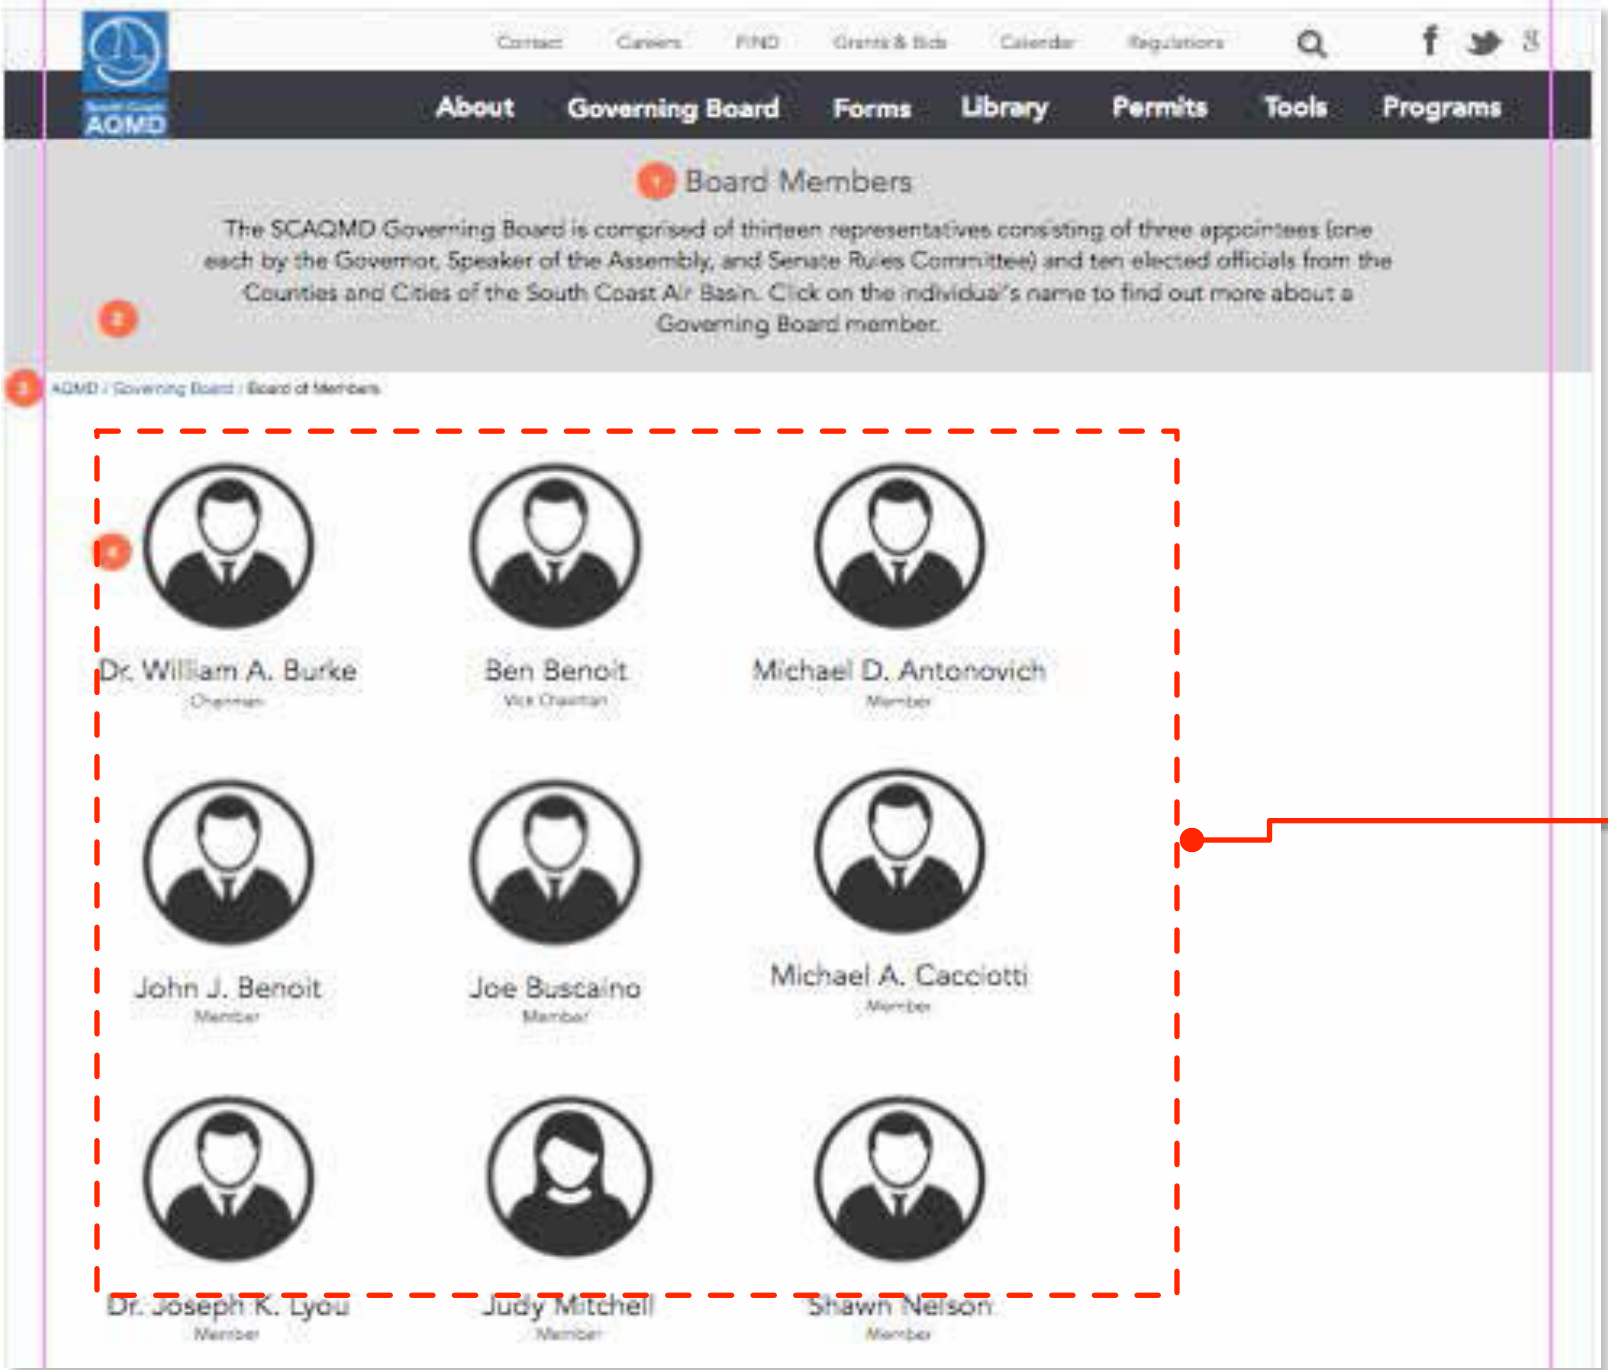 Contact Careers FIND Grants & Bids Calendar Regulations
South Coast
AQMD
About Governing Board Forms Library Permits Tools Programs
1 Board Members
The SCAQMD Governing Board is comprised of thirteen representatives consisting of three appointees (one
each by the Governor, Speaker of the Assembly, and Senate Rules Committee) and ten elected officials from the
Counties and Cities of the South Coast Air Basin. Click on the individual's name to find out more about a
Governing Board member.
2
3 AQMD / Governing Board / Board of Members
4
Dr. William A. Burke Ben Benoit Michael D. Antonovich
Chairman Vice Chairman Member
John J. Benoit Joe Buscaino Michael A. Cacciotti
Member Member Member
Dr. Joseph K. Lyou Judy Mitchell Shawn Nelson
Member Member Member